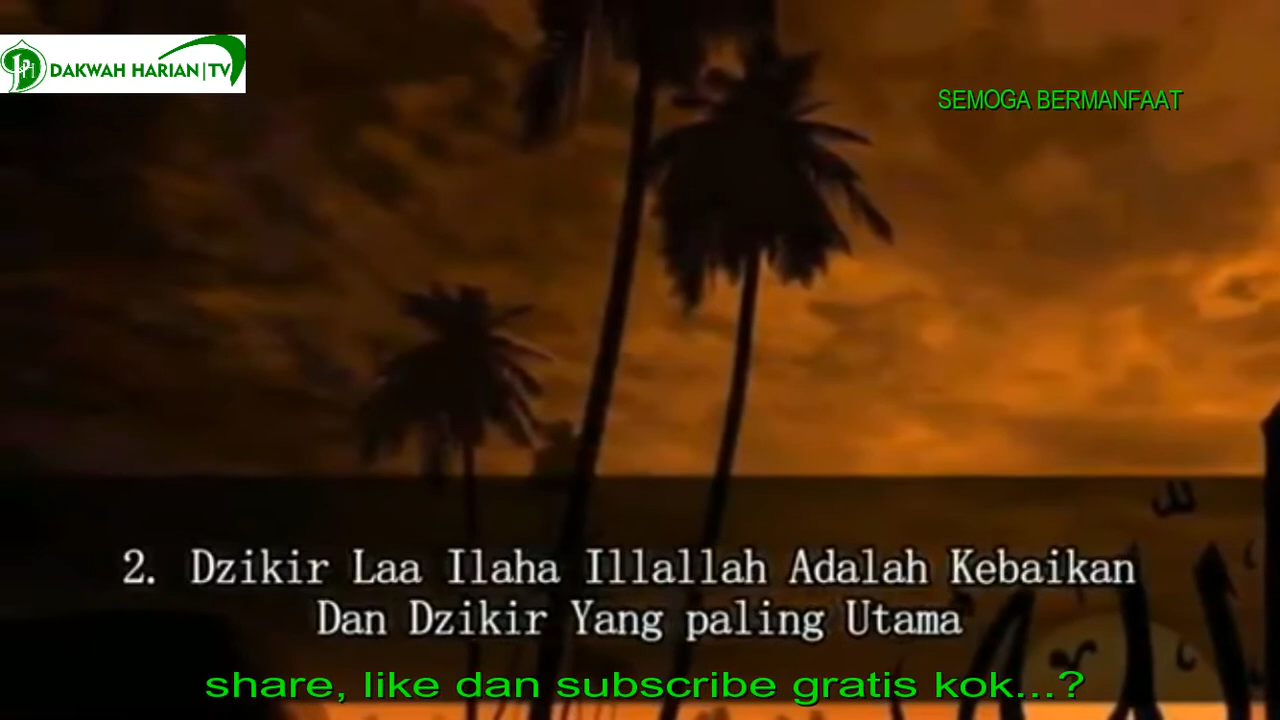 DAKWAH HARIAN|TV
SEMOGA BERMANFAAT
2. Dzikir Laa Ilaha Illallah Adalah Kebaikan
Dan Dzikir Yang paling Utama
share, like dan subscribe gratis kok...?